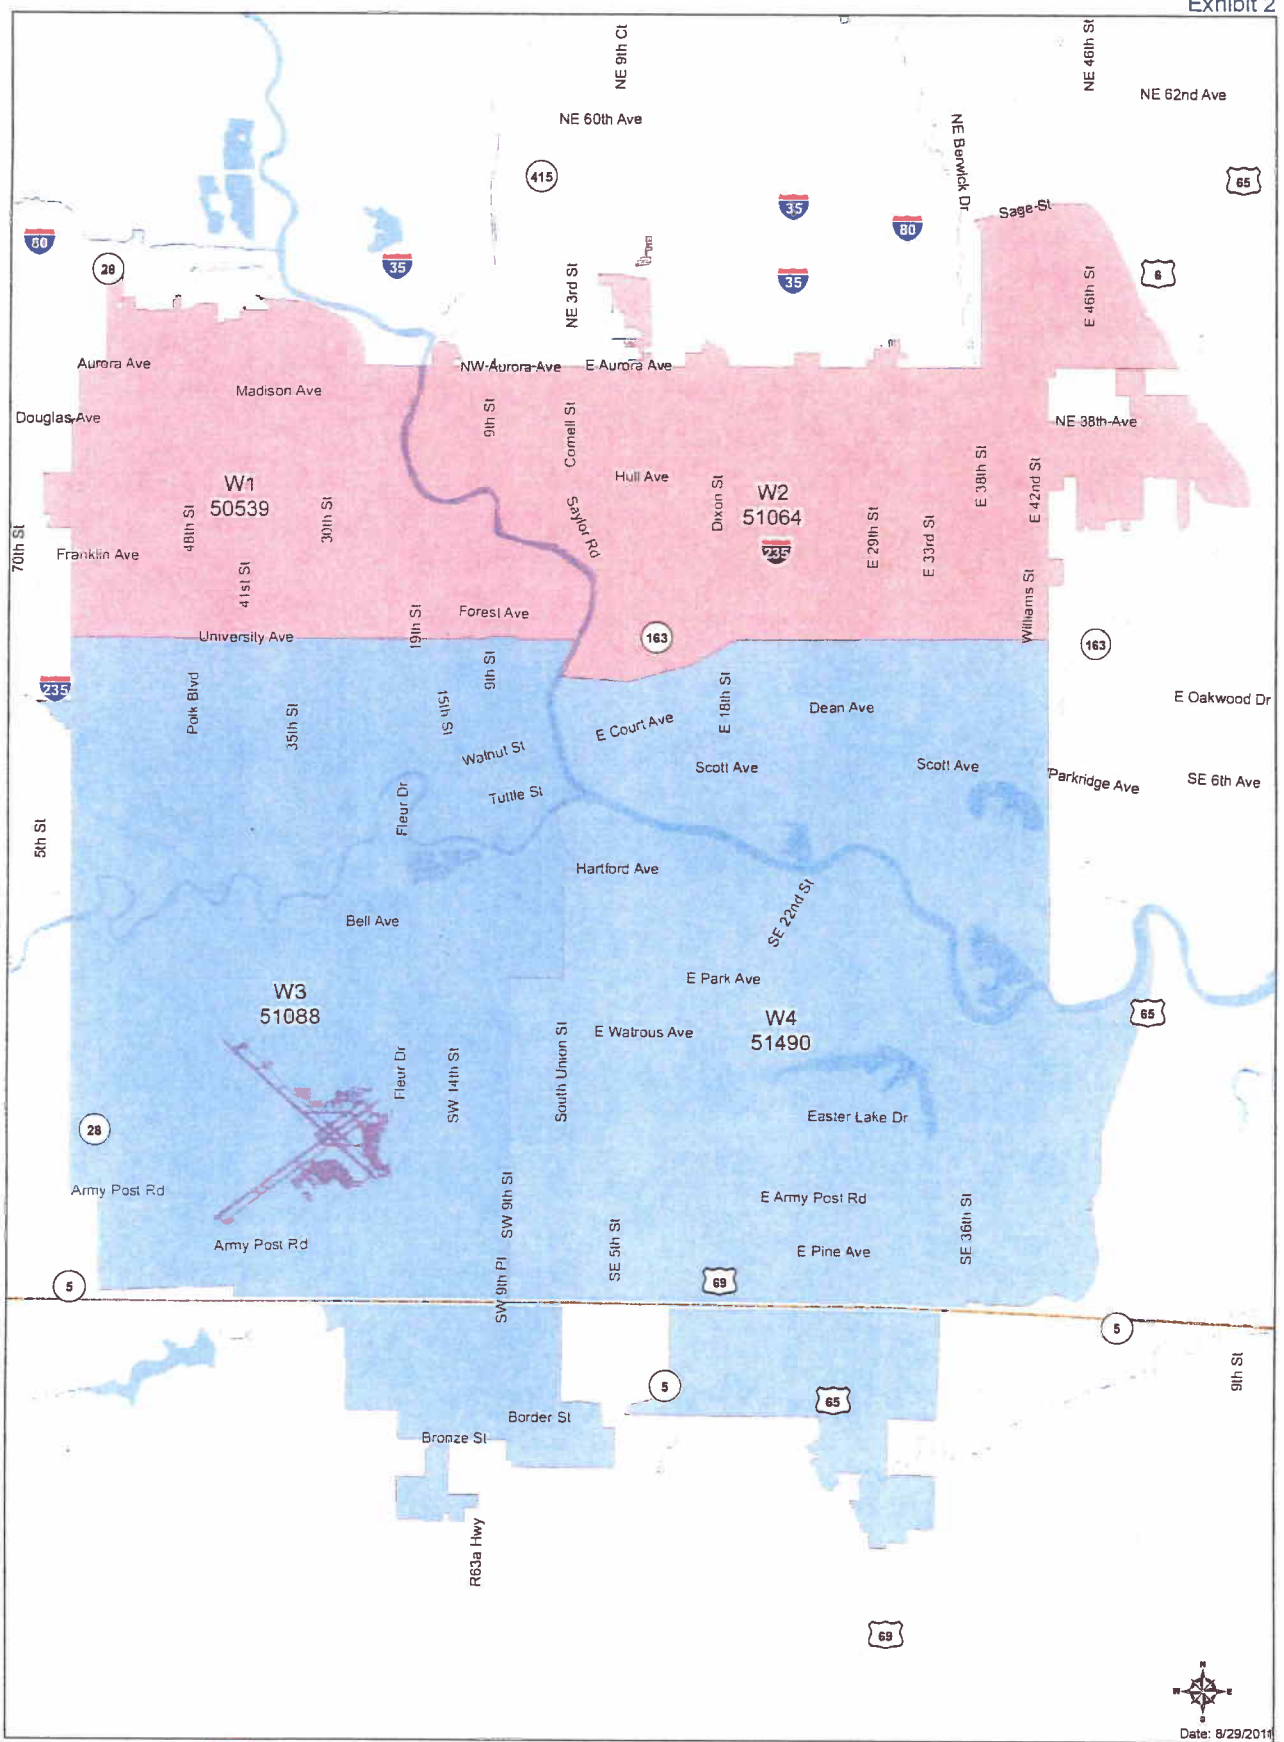 Exhibit 2
NE 9th Ct
NE 46th St
NE 62nd Ave
NE 60th Ave
NE Berwick Dr
415
65
35
Sage St
80
80
28
35
35
6
NE 3rd St
E 46th St
Aurora Ave
NW Aurora Ave
E Aurora Ave
Madison Ave
Douglas Ave
9th St
Cornell St
NE 38th Ave
Hull Ave
E 38th St
E 42nd St
W1
50539
48th St
30th St
Dixon St
W2
51064
235
Saylor Rd
E 29th St
E 33rd St
70th St
Franklin Ave
41st St
Williams St
19th St
Forest Ave
University Ave
163
163
235
Polk Blvd
35th St
15th St
9th St
E 18th St
Dean Ave
E Oakwood Dr
E Court Ave
Walnut St
Scott Ave
Scott Ave
Parkridge Ave
SE 6th Ave
Fleur Dr
Tuttle St
5th St
Hartford Ave
Bell Ave
SE 22nd St
E Park Ave
W3
51088
W4
51490
65
E Watrous Ave
Fleur Dr
SW 14th St
South Union St
28
Easter Lake Dr
Army Post Rd
SW 9th St
E Army Post Rd
SE 36th St
Army Post Rd
SE 5th St
E Pine Ave
5
SW 9th Pl
69
5
9th St
5
65
Border St
Bronze St
R63a Hwy
69
N
W
E
S
Date: 8/29/2011